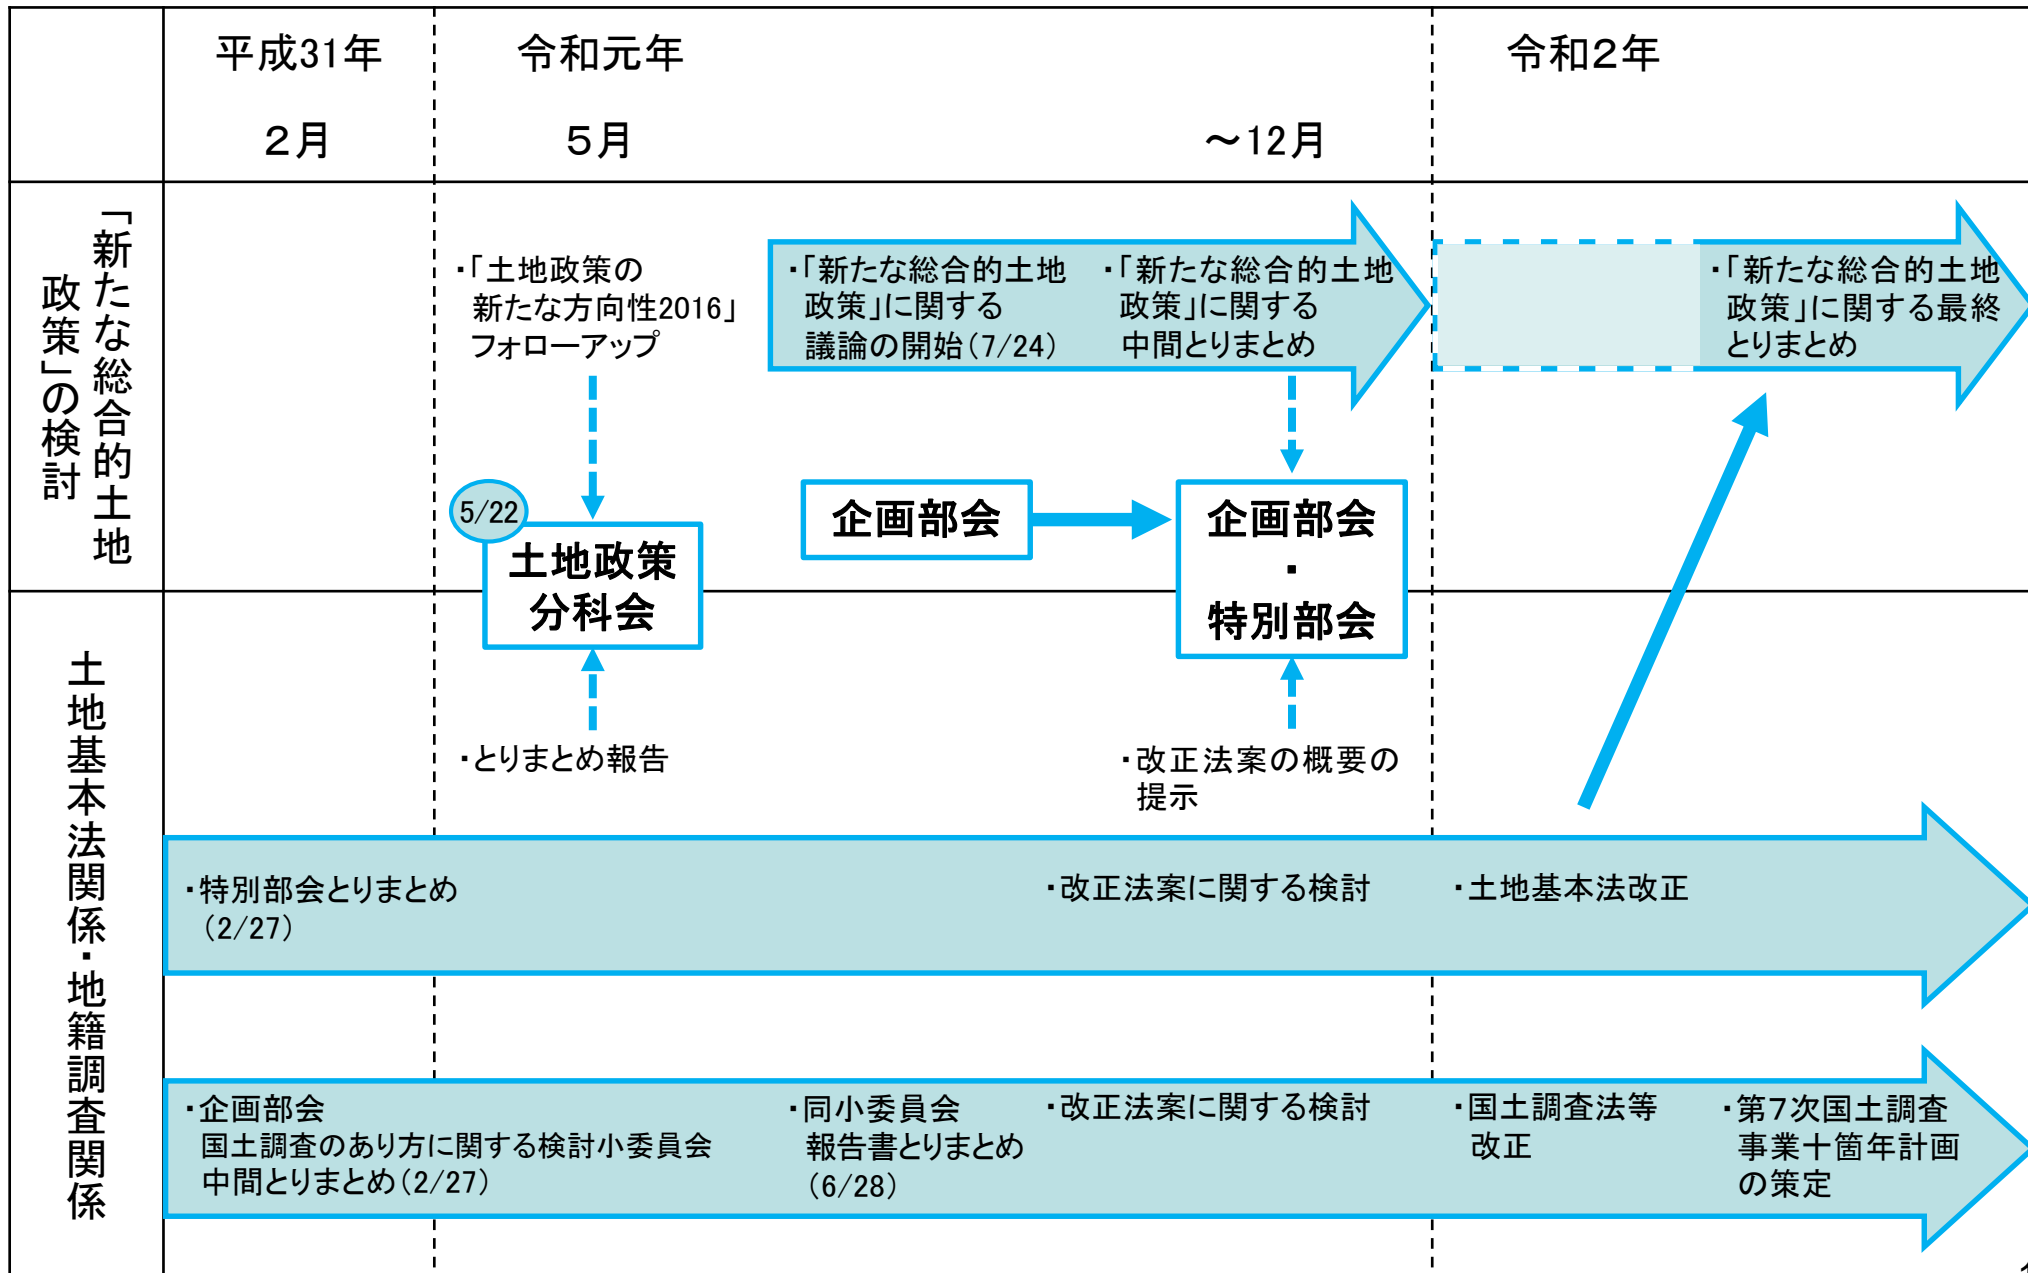 平成31年
令和元年
令和2年
2月
5月
～12月
「新たな総合的土地
政策」の検討
・「土地政策の
新たな方向性2016」
フォローアップ
・「新たな総合的土地
政策」に関する
議論の開始(7/24)
・「新たな総合的土地
政策」に関する
中間とりまとめ
・「新たな総合的土地
政策」に関する最終
とりまとめ
5/22
土地政策
分科会
企画部会
企画部会
・
特別部会
土地基本法関係・地籍調査関係
・とりまとめ報告
・改正法案の概要の
提示
・特別部会とりまとめ
(2/27)
・改正法案に関する検討
・土地基本法改正
・企画部会
国土調査のあり方に関する検討小委員会
中間とりまとめ(2/27)
・同小委員会
報告書とりまとめ
(6/28)
・改正法案に関する検討
・国土調査法等
改正
・第7次国土調査
事業十箇年計画
の策定